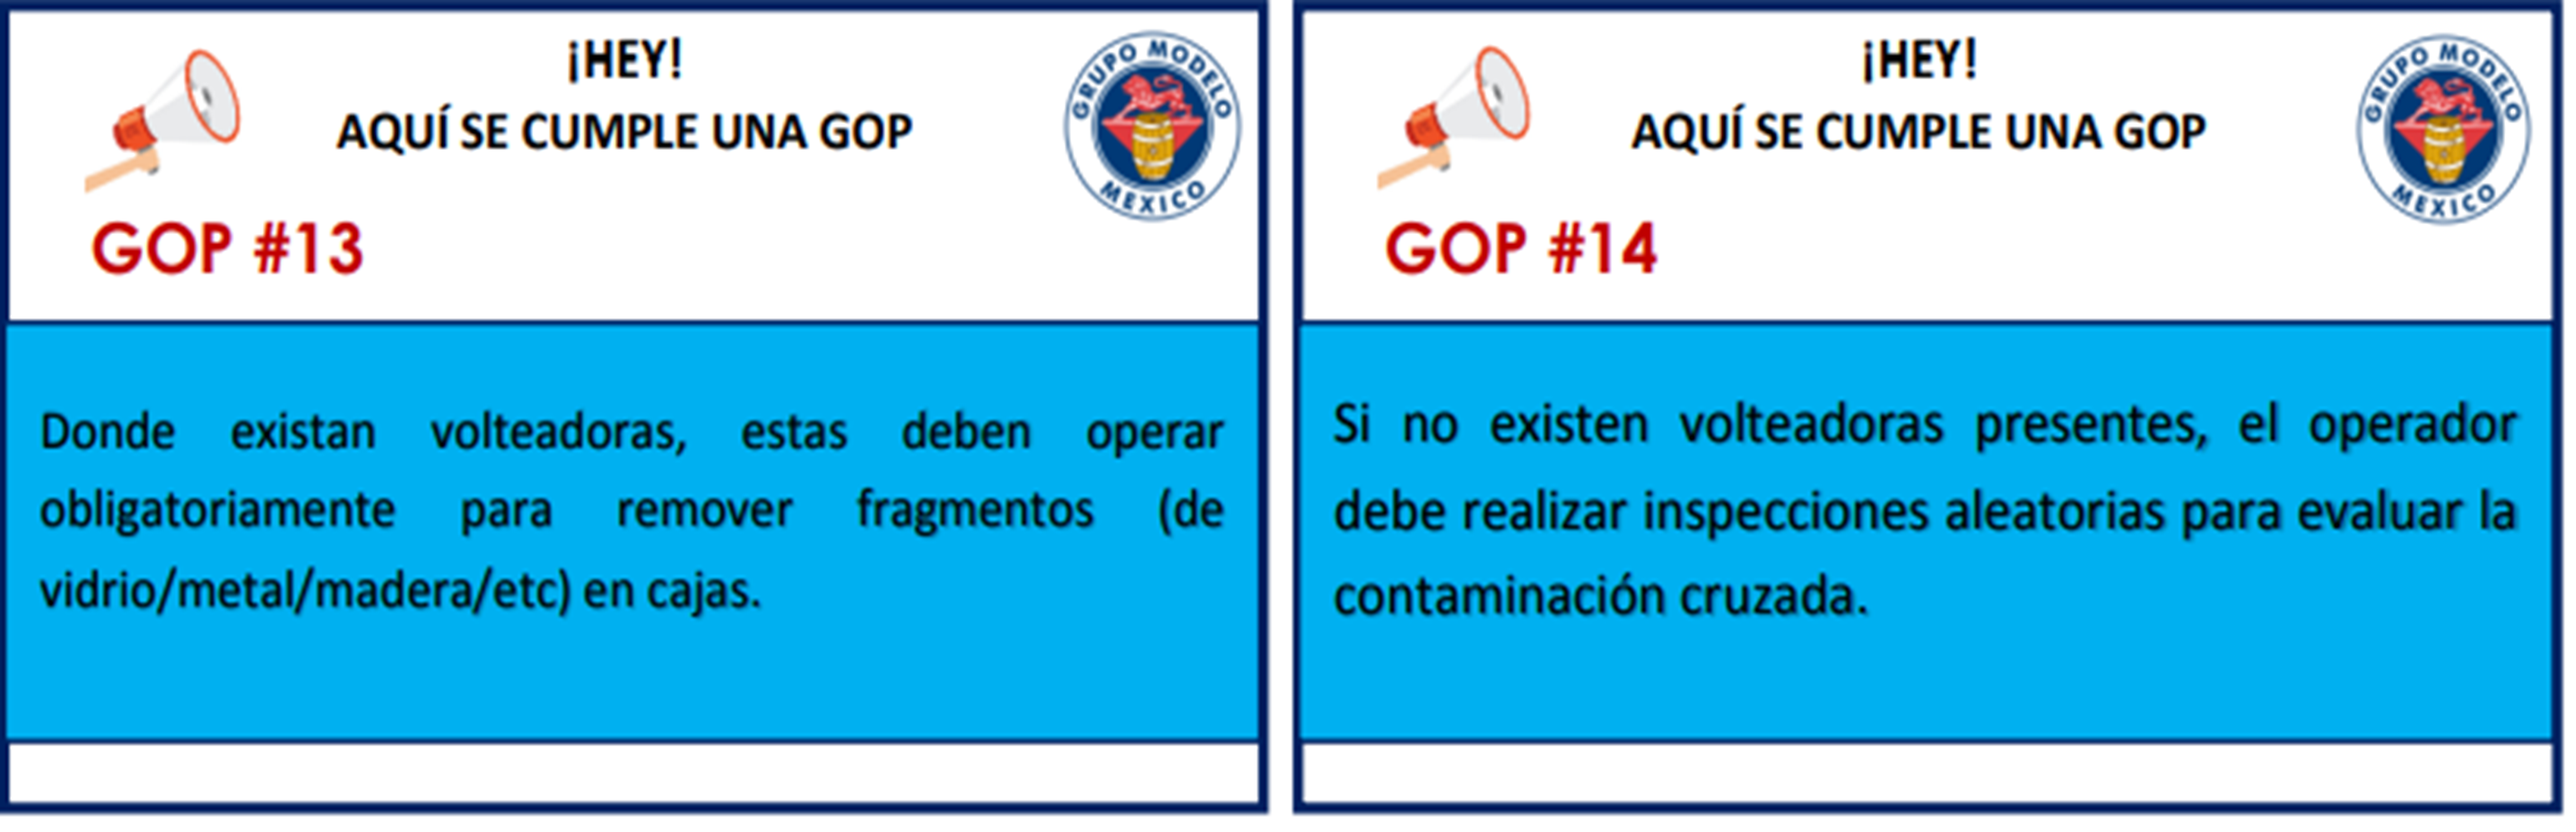 ¡HEY!
AQUÍ SE CUMPLE UNA GOP
GRUPO MODELO
MEXICO
GOP #13
Donde existan volteadoras, estas deben operar
obligatoriamente para remover fragmentos (de
vidrio/metal/madera/etc) en cajas.
¡HEY!
AQUÍ SE CUMPLE UNA GOP
GRUPO MODELO
MEXICO
GOP #14
Si no existen volteadoras presentes, el operador
debe realizar inspecciones aleatorias para evaluar la
contaminación cruzada.